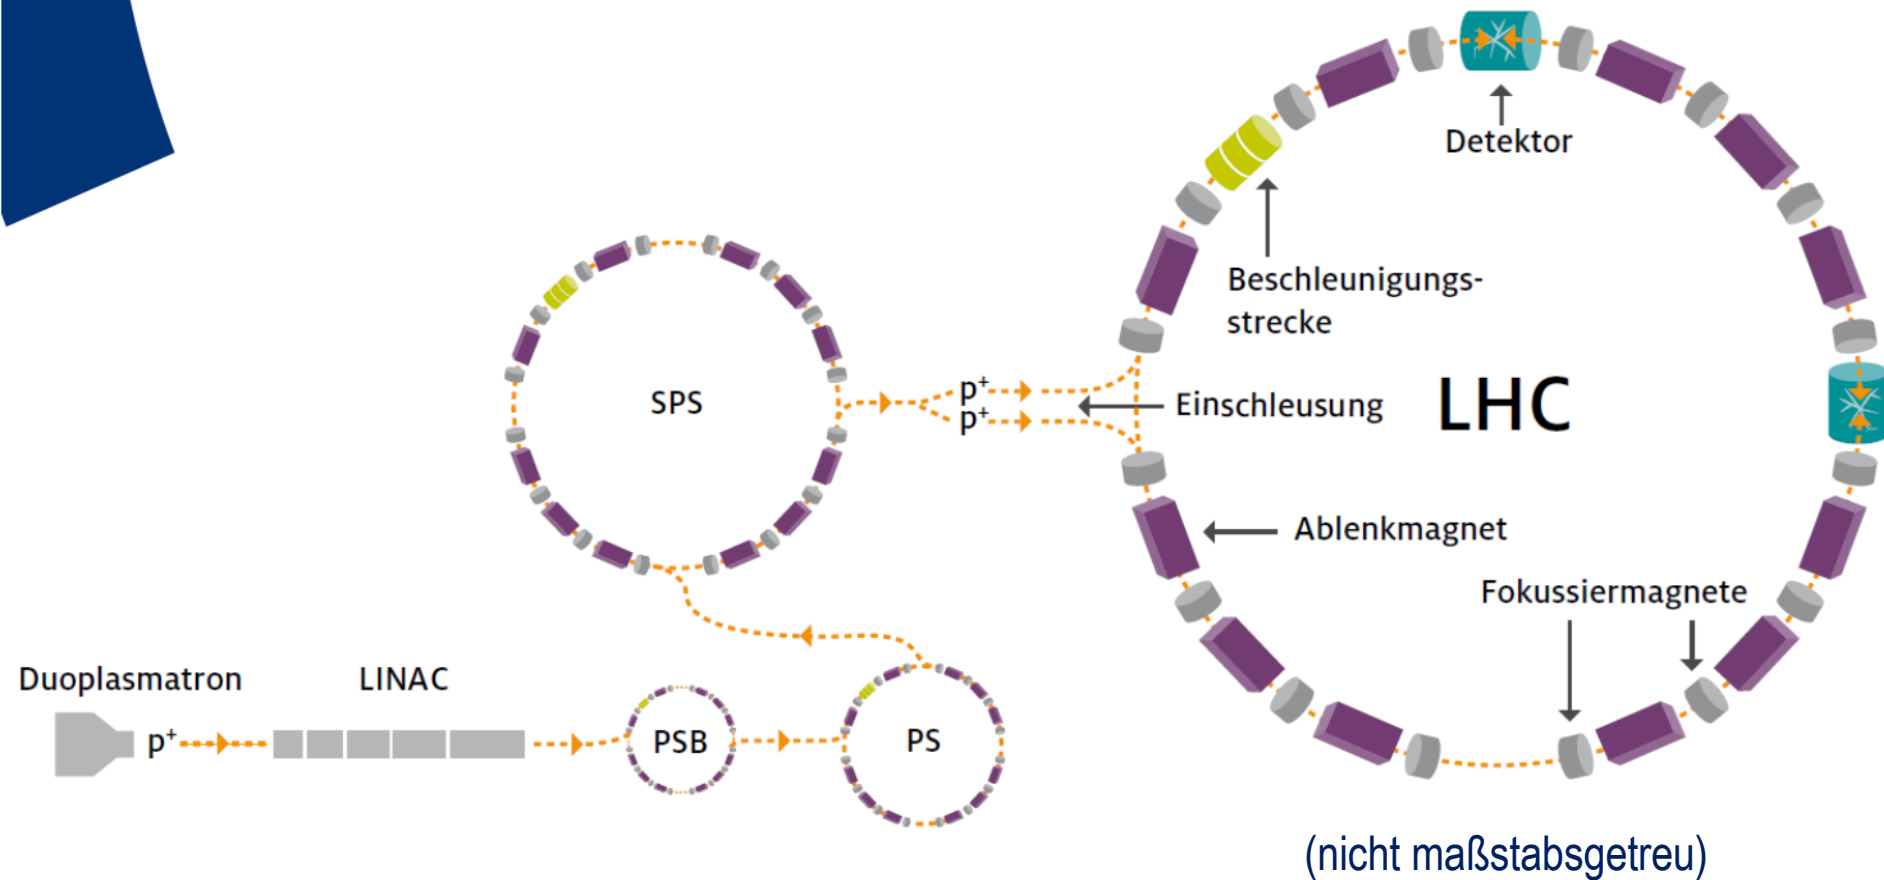 Detektor
Beschleunigungs-
strecke
SPS
p⁺
p⁺
Einschleusung
LHC
Ablenkmagnet
Fokussiermagnete
Duoplasmatron
LINAC
p⁺
PSB
PS
(nicht maßstabsgetreu)